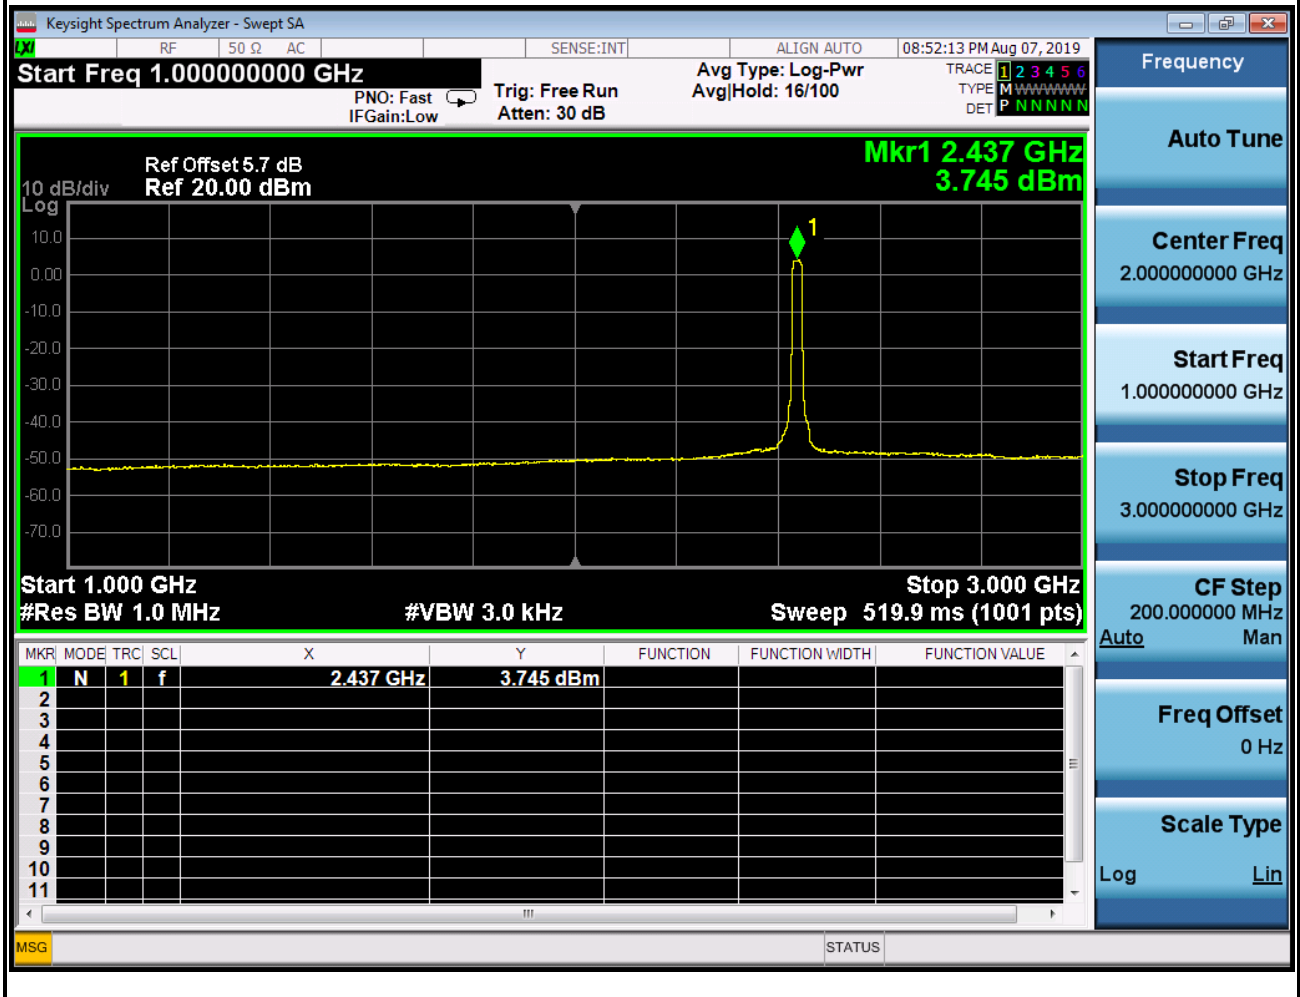 Keysight Spectrum Analyzer - Swept SA
LXI RF 50 Ω AC SENSE:INT ALIGN AUTO 08:52:13 PM Aug 07, 2019
Start Freq 1.000000000 GHz
PNO: Fast
IFGain:Low
Trig: Free Run
Atten: 30 dB
Avg Type: Log-Pwr
Avg|Hold: 16/100
TRACE 1 2 3 4 5 6
TYPE M WWWWW
DET P N N N N N
Ref Offset 5.7 dB
10 dB/div Ref 20.00 dBm
Log
Mkr1 2.437 GHz
3.745 dBm
1
10.0
0.00
-10.0
-20.0
-30.0
-40.0
-50.0
-60.0
-70.0
Start 1.000 GHz Stop 3.000 GHz
#Res BW 1.0 MHz #VBW 3.0 kHz Sweep 519.9 ms (1001 pts)
MKR MODE TRC SCL X Y FUNCTION FUNCTION WIDTH FUNCTION VALUE
1 N 1 f 2.437 GHz 3.745 dBm
2
3
4
5
6
7
8
9
10
11
MSG STATUS
Frequency
Auto Tune
Center Freq
2.000000000 GHz
Start Freq
1.000000000 GHz
Stop Freq
3.000000000 GHz
CF Step
200.000000 MHz
Auto Man
Freq Offset
0 Hz
Scale Type
Log Lin